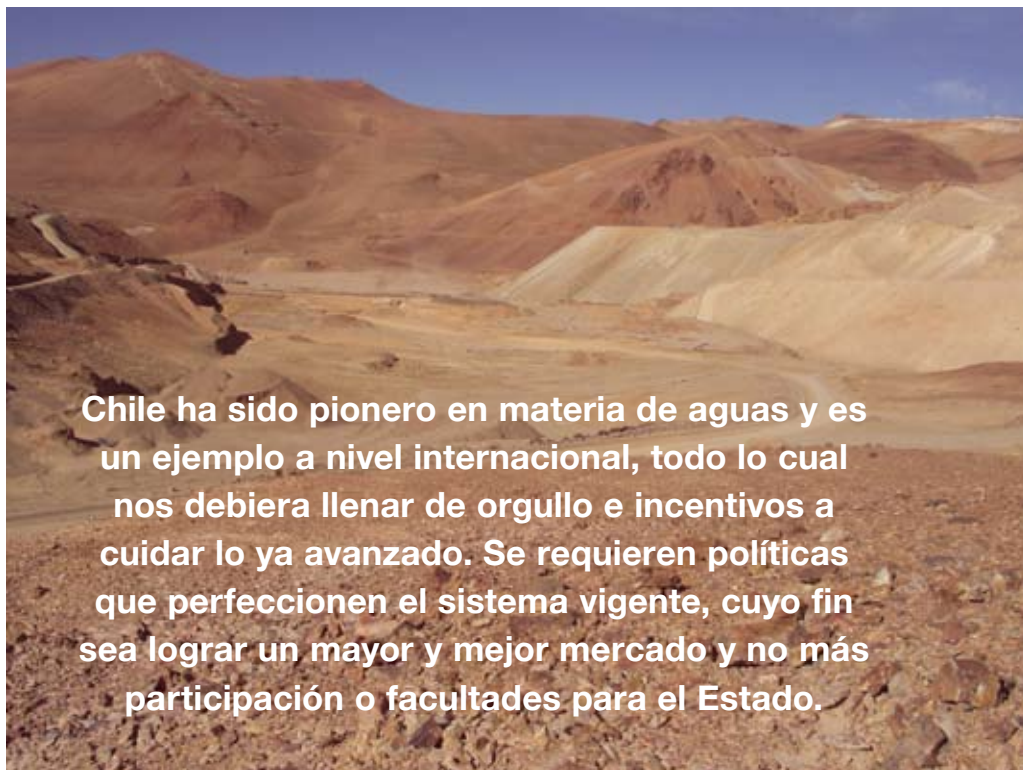 Chile ha sido pionero en materia de aguas y es
un ejemplo a nivel internacional, todo lo cual
nos debiera llenar de orgullo e incentivos a
cuidar lo ya avanzado. Se requieren políticas
que perfeccionen el sistema vigente, cuyo fin
sea lograr un mayor y mejor mercado y no más
participación o facultades para el Estado.